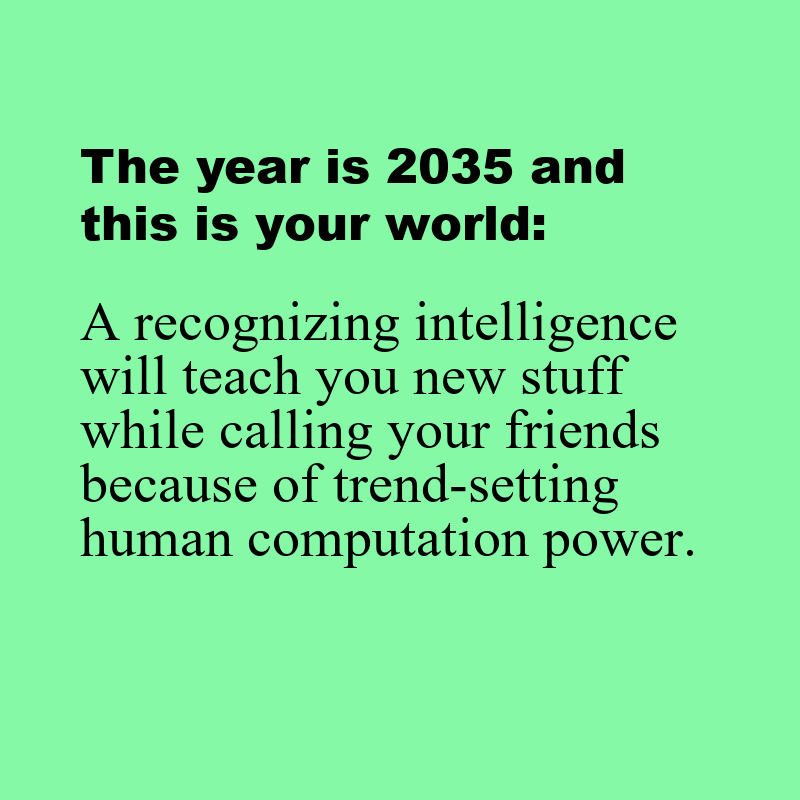 The year is 2035 and
this is your world:
A recognizing intelligence
will teach you new stuff
while calling your friends
because of trend-setting
human computation power.